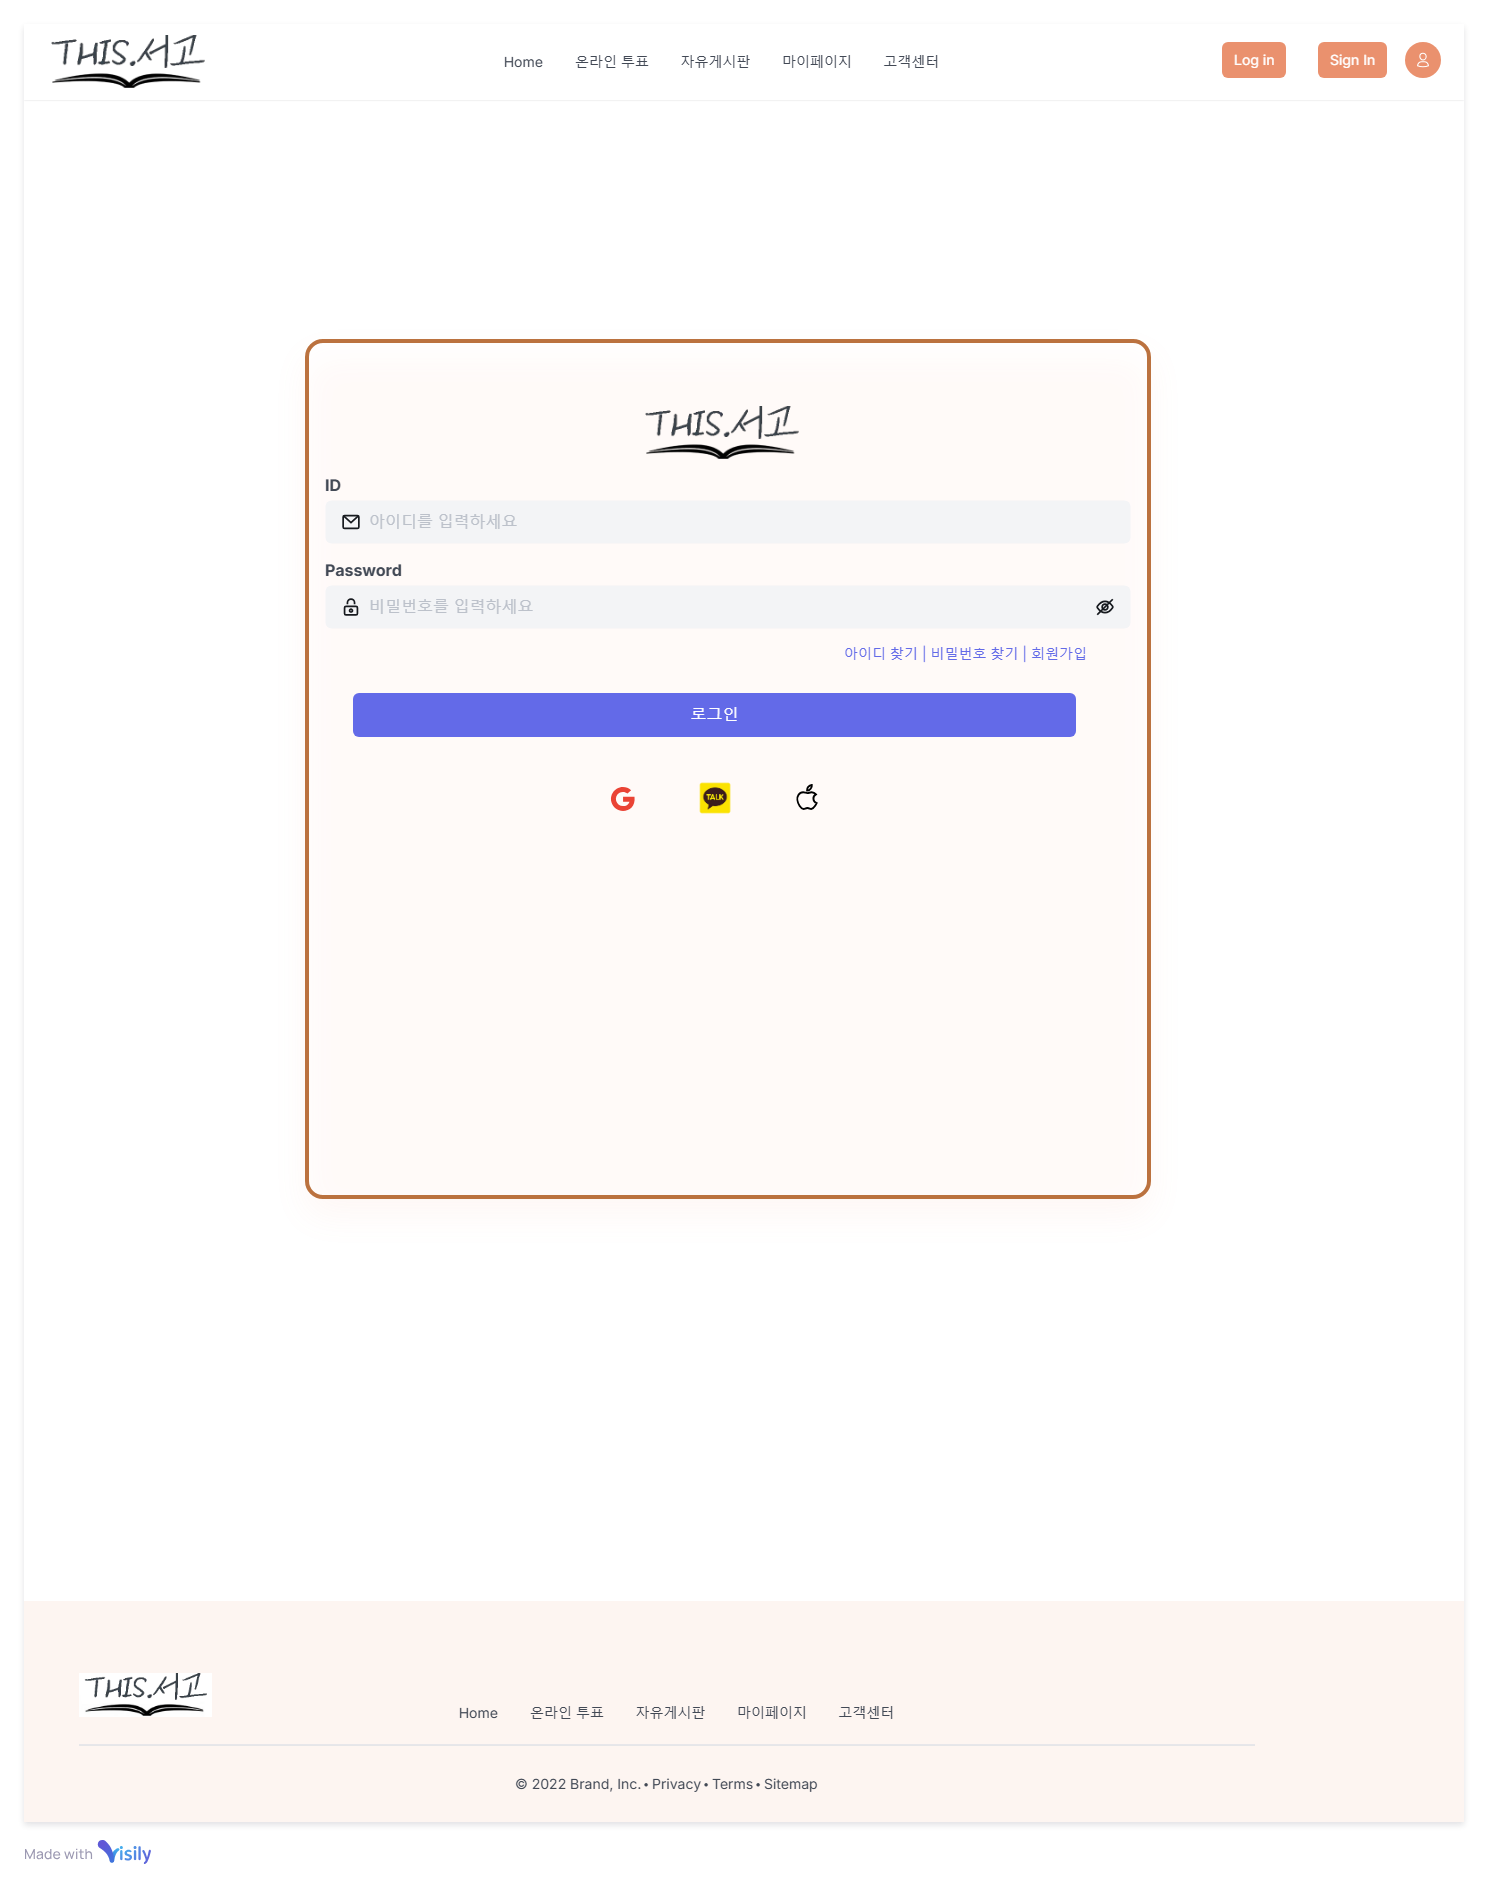 THIS.서고
Home 온라인 투표 자유게시판 마이페이지 고객센터
Log in Sign In
THIS.서고
ID
아이디를 입력하세요
Password
비밀번호를 입력하세요
아이디 찾기 | 비밀번호 찾기 | 회원가입
로그인
G TALK
THIS.서고
Home 온라인 투표 자유게시판 마이페이지 고객센터
© 2022 Brand, Inc. • Privacy • Terms • Sitemap
Made with Visily